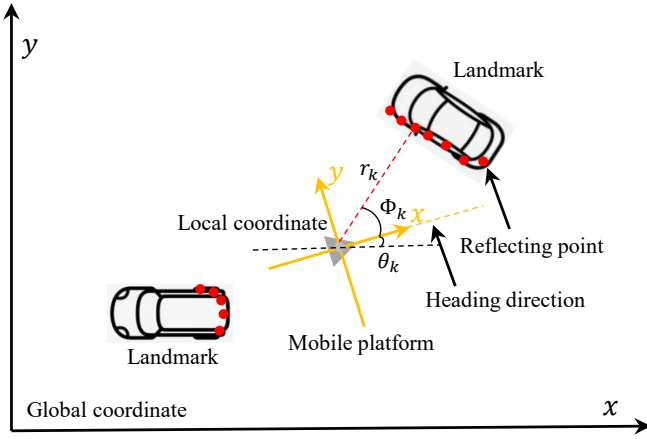 y
Landmark
r_k
y
Φ_k
x
Local coordinate
Reflecting point
θ_k
Heading direction
Mobile platform
Landmark
Global coordinate
x